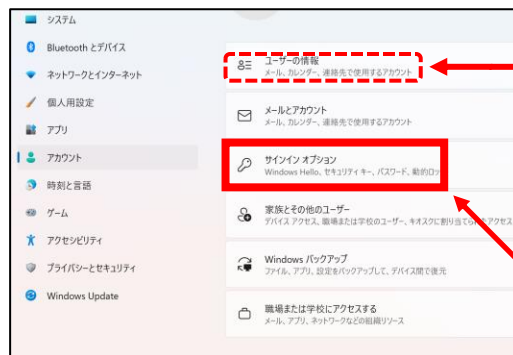 システム
Bluetooth とデバイス
ネットワークとインターネット
個人用設定
アプリ
アカウント
時刻と言語
ゲーム
アクセシビリティ
プライバシーとセキュリティ
Windows Update
ユーザーの情報
メール、カレンダー、連絡先で使用するアカウント
メールとアカウント
メール、カレンダー、連絡先で使用するアカウント
サインイン オプション
Windows Hello、セキュリティ キー、パスワード、動的ロッ
家族とその他のユーザー
デバイス アクセス、職場または学校のユーザー、キオスクに割り当てられたアクセス
Windows バックアップ
ファイル、アプリ、設定をバックアップして、デバイス間で復元
職場または学校にアクセスする
メール、アプリ、ネットワークなどの組織リソース